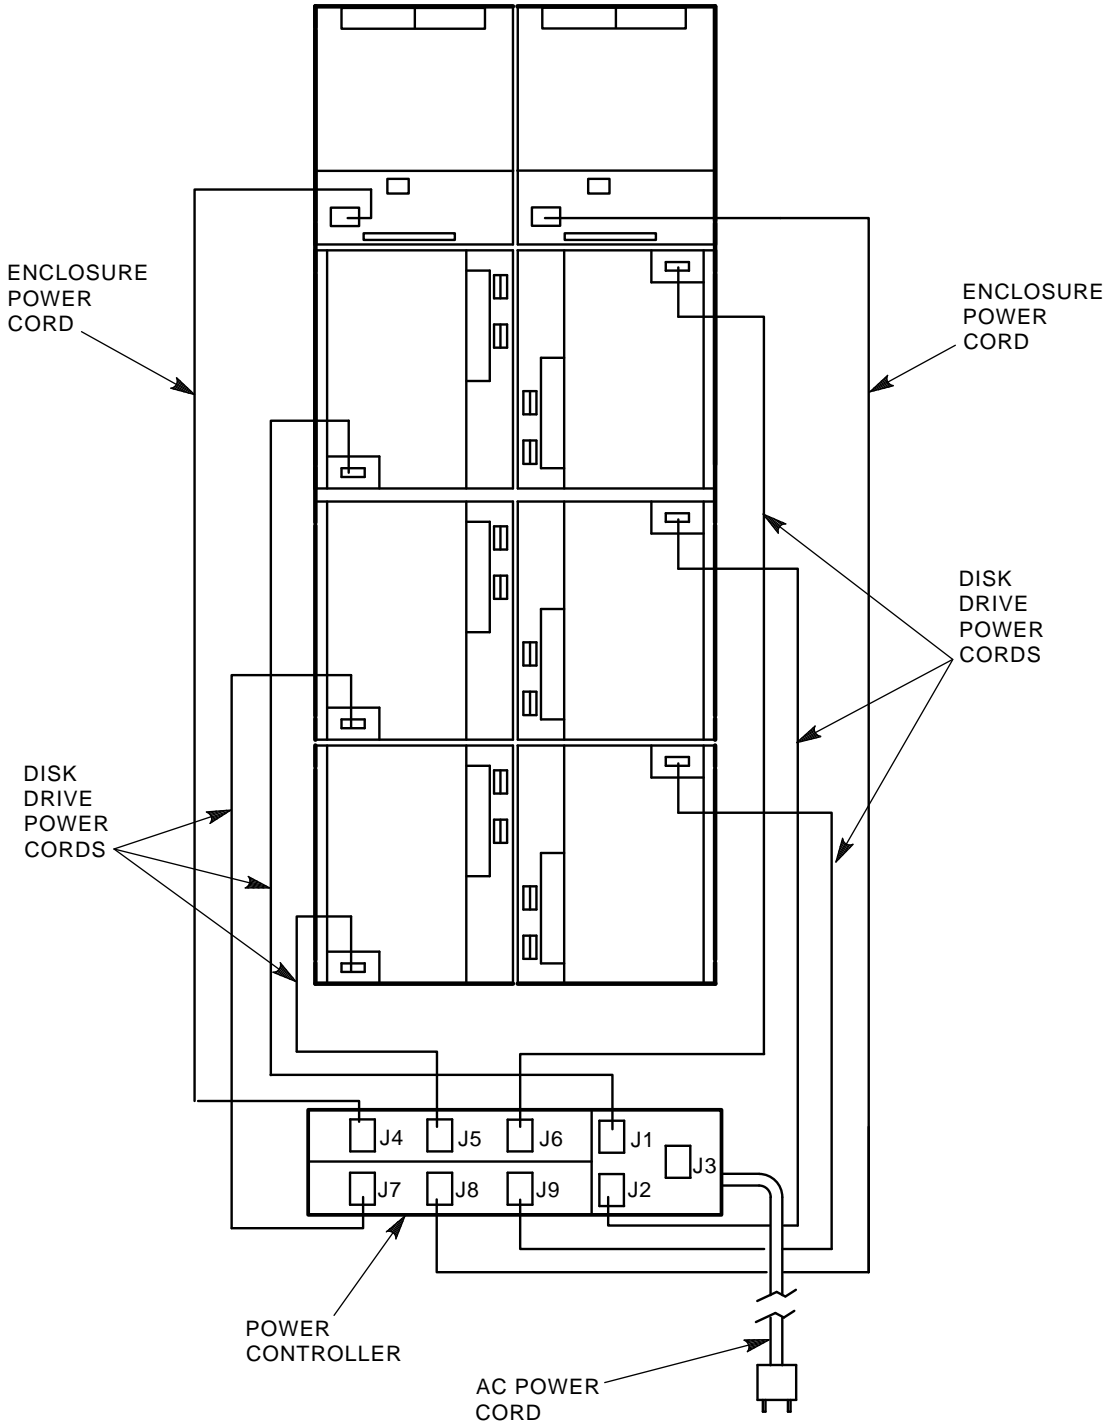 ENCLOSURE
POWER
CORD
ENCLOSURE
POWER
CORD
DISK
DRIVE
POWER
CORDS
DISK
DRIVE
POWER
CORDS
J4
J5
J6
J1
J3
J7
J8
J9
J2
POWER
CONTROLLER
AC POWER
CORD